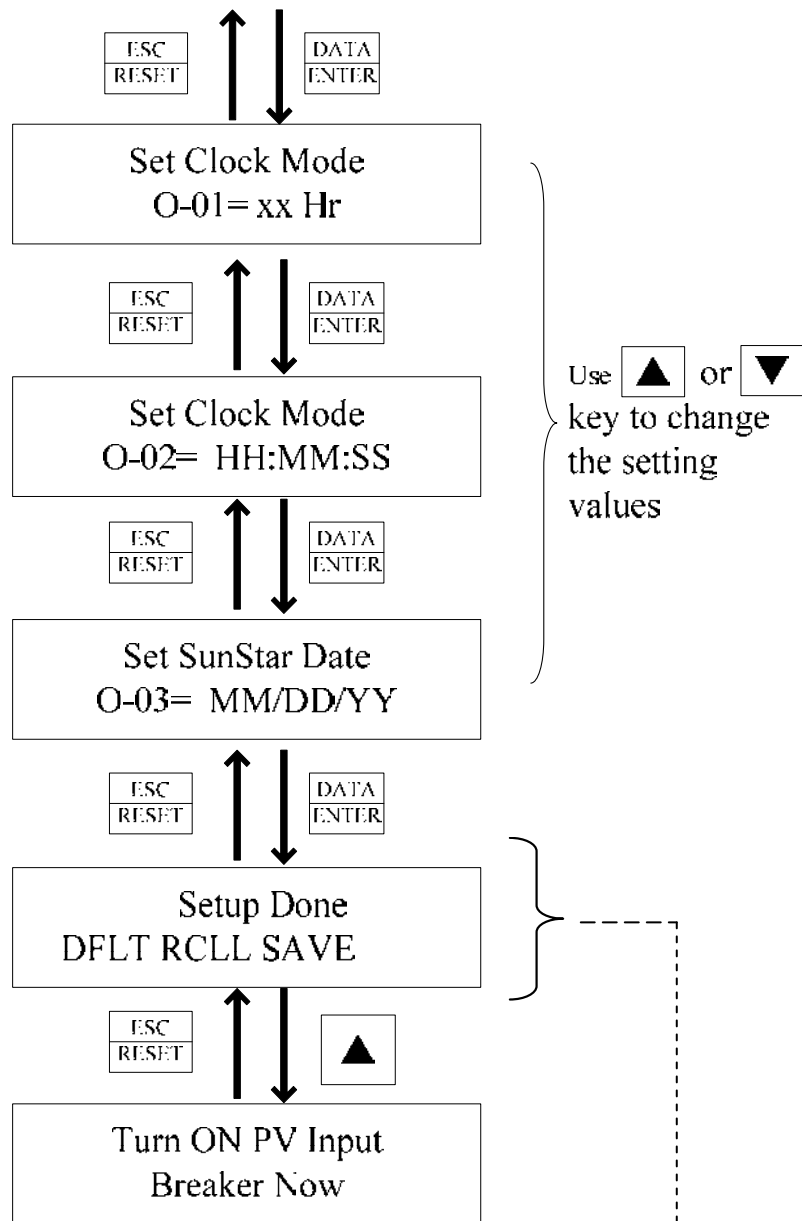 ESC
RESET
DATA
ENTER
Set Clock Mode
O-01= xx Hr
ESC
RESET
DATA
ENTER
Set Clock Mode
O-02= HH:MM:SS
Use ▲ or ▼
key to change
the setting
values
ESC
RESET
DATA
ENTER
Set SunStar Date
O-03= MM/DD/YY
ESC
RESET
DATA
ENTER
Setup Done
DFLT RCLL SAVE
ESC
RESET
▲
Turn ON PV Input
Breaker Now